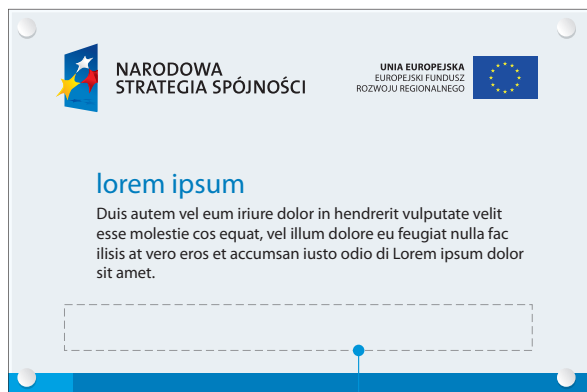 NARODOWA
STRATEGIA SPÓJNOŚCI
UNIA EUROPEJSKA
EUROPEJSKI FUNDUSZ
ROZWOJU REGIONALNEGO
lorem ipsum
Duis autem vel eum iriure dolor in hendrerit vulputate velit
esse molestie cos equat, vel illum dolore eu feugiat nulla fac
ilisis at vero eros et accumsan iusto odio di Lorem ipsum dolor
sit amet.